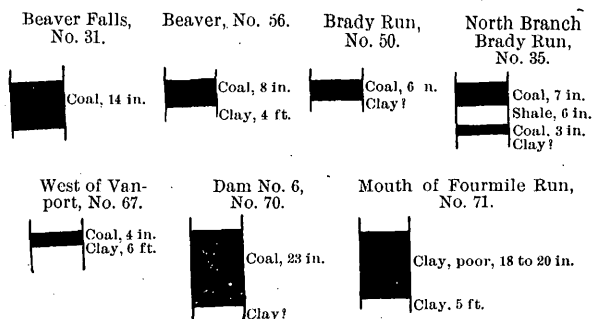 Beaver Falls,
No. 31.
Coal, 14 in.
Beaver, No. 56.
Coal, 8 in.
Clay, 4 ft.
Brady Run,
No. 50.
Coal, 6 n.
Clay?
North Branch
Brady Run,
No. 35.
Coal, 7 in.
Shale, 6 in.
Coal, 3 in.
Clay?
West of Van-
port, No. 67.
Coal, 4 in.
Clay, 6 ft.
Dam No. 6,
No. 70.
Coal, 23 in.
Clay?
Mouth of Fourmile Run,
No. 71.
Clay, poor, 18 to 20 in.
Clay, 5 ft.